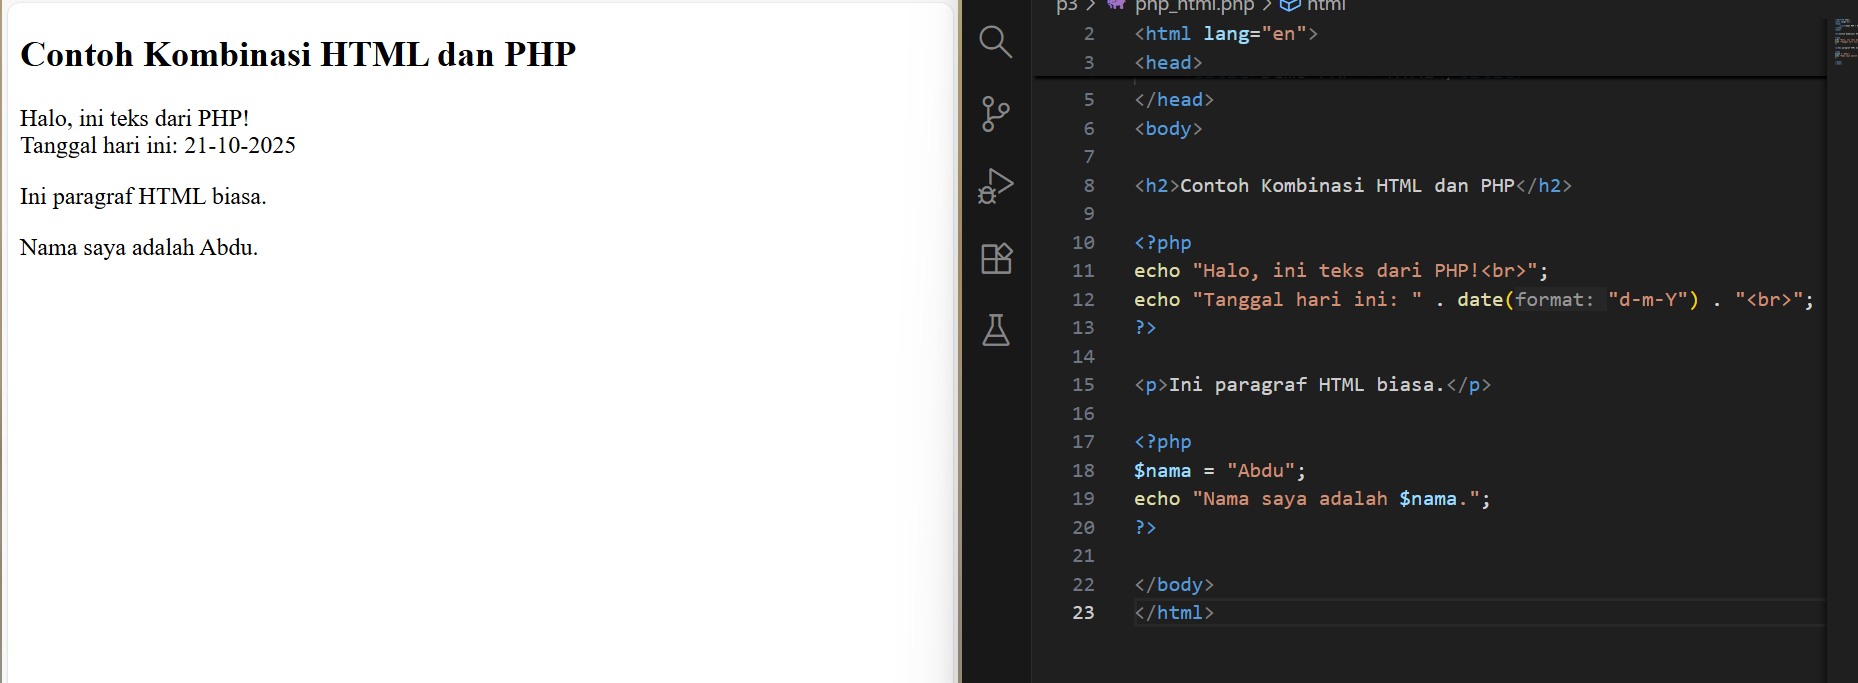 Contoh Kombinasi HTML dan PHP
Halo, ini teks dari PHP!
Tanggal hari ini: 21-10-2025
Ini paragraf HTML biasa.
Nama saya adalah Abdu.
p3 > php_html.php > html
2 <html lang="en">
3 <head>
5 </head>
6 <body>
7
8 <h2>Contoh Kombinasi HTML dan PHP</h2>
9
10 <?php
11 echo "Halo, ini teks dari PHP!<br>";
12 echo "Tanggal hari ini: " . date(format: "d-m-Y") . "<br>";
13 ?>
14
15 <p>Ini paragraf HTML biasa.</p>
16
17 <?php
18 $nama = "Abdu";
19 echo "Nama saya adalah $nama.";
20 ?>
21
22 </body>
23 </html>